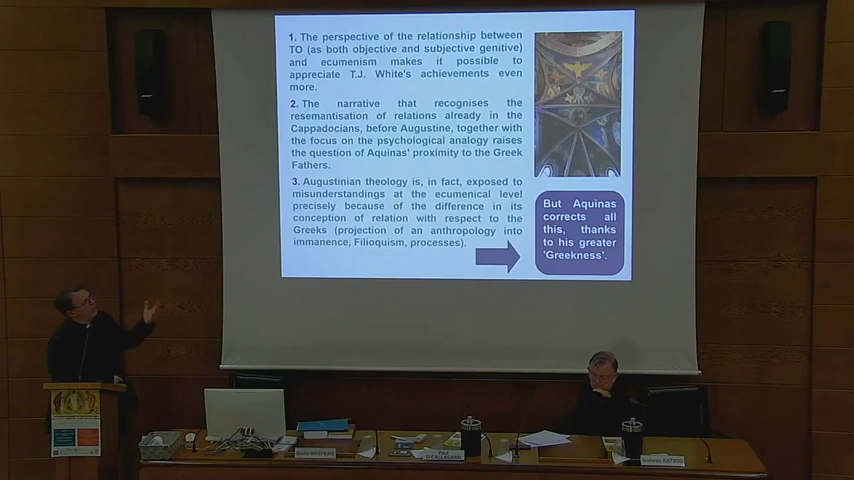 1. The perspective of the relationship between
TO (as both objective and subjective genitive)
and ecumenism makes it possible to
appreciate T.J. White's achievements even
more.
2. The narrative that recognises the
resemantisation of relations already in the
Cappadocians, before Augustine, together with
the focus on the psychological analogy raises
the question of Aquinas' proximity to the Greek
Fathers.
3. Augustinian theology is, in fact, exposed to
misunderstandings at the ecumenical level
precisely because of the difference in its
conception of relation with respect to the
Greeks (projection of an anthropology into
immanence, Filioquism, processes).
But Aquinas
corrects all
this, thanks
to his greater
'Greekness'.
MASPERO
Paul
O'CALLAGHAN